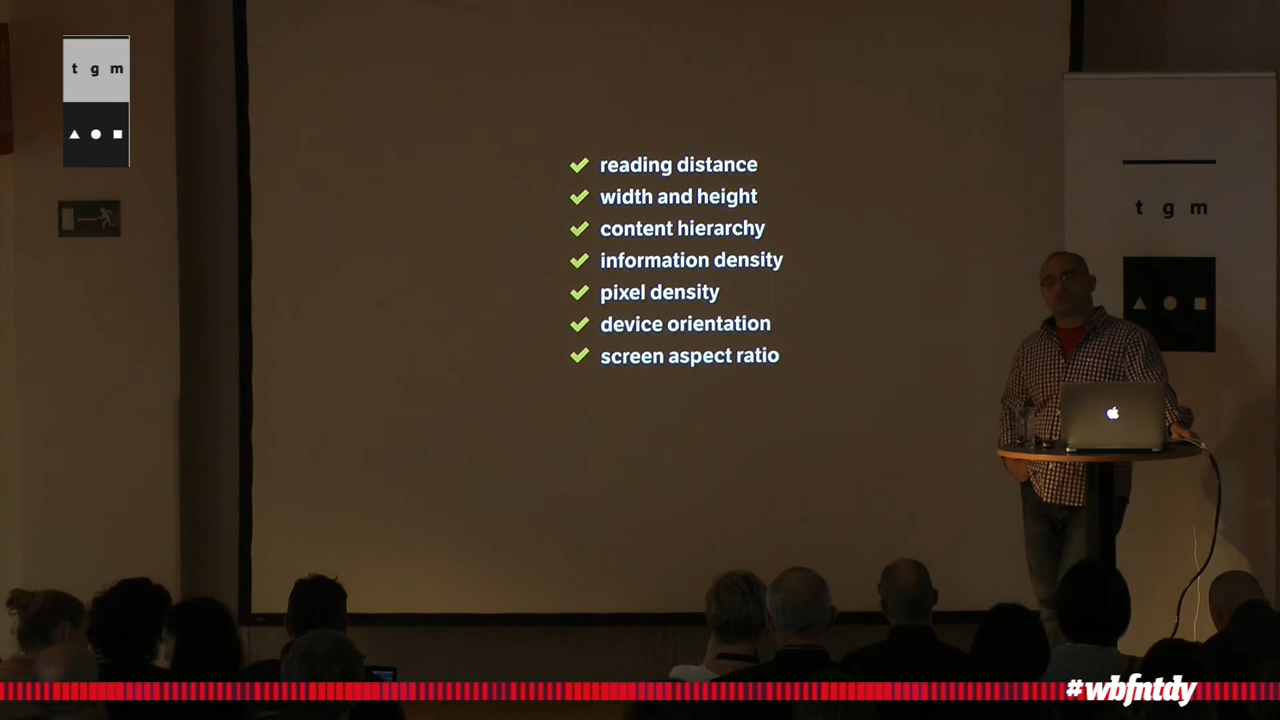 t g m
reading distance
width and height
content hierarchy
information density
pixel density
device orientation
screen aspect ratio
t g m
#wbfntdy